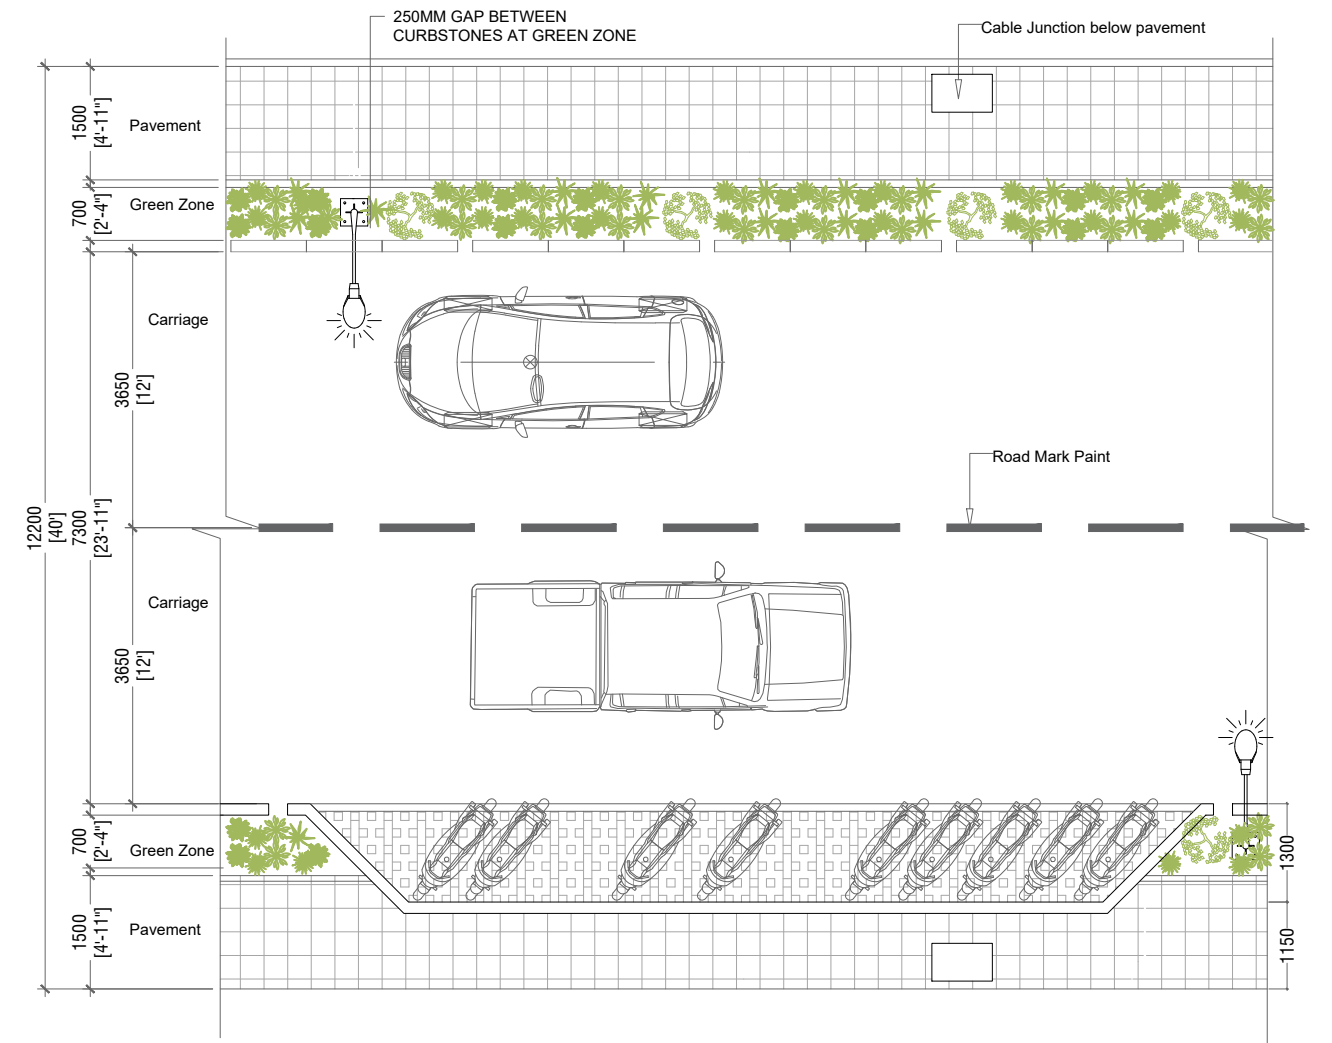 250MM GAP BETWEEN
CURBSTONES AT GREEN ZONE
Cable Junction below pavement
1500
[4'-11"]
Pavement
700
[2'-4"]
Green Zone
Carriage
3650
[12']
Road Mark Paint
12200
[40']
7300
[23'-11"]
Carriage
3650
[12']
700
[2'-4"]
Green Zone
1300
1500
[4'-11"]
Pavement
1150